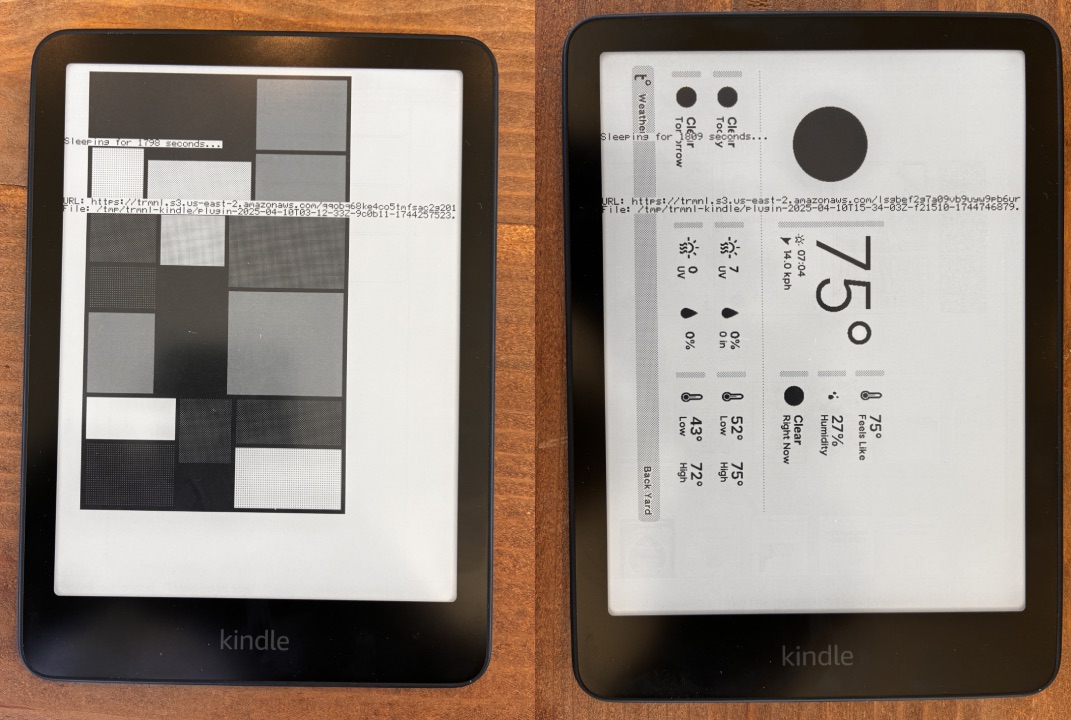 Sleeping for 1798 seconds...
URL: https://trmnl.s3.us-east-2.amazonaws.com/
File: /tmp/trmnl-kindle/plugin-2025-04-10T03-12-33Z-9c0b11-1744257523.
kindle
Sleeping for 1809 seconds...
URL: https://trmnl.s3.us-east-2.amazonaws.com/
File: /tmp/trmnl-kindle/plugin-2025-04-10T15-34-03Z-f21510-1744746879.
75°
07:04
14.0 kph
75°
Feels Like
27%
Humidity
Clear
Right Now
7
UV
0%
0 in
52°
Low
75°
High
0
UV
0%
43°
Low
72°
High
Weather
Back Yard
kindle